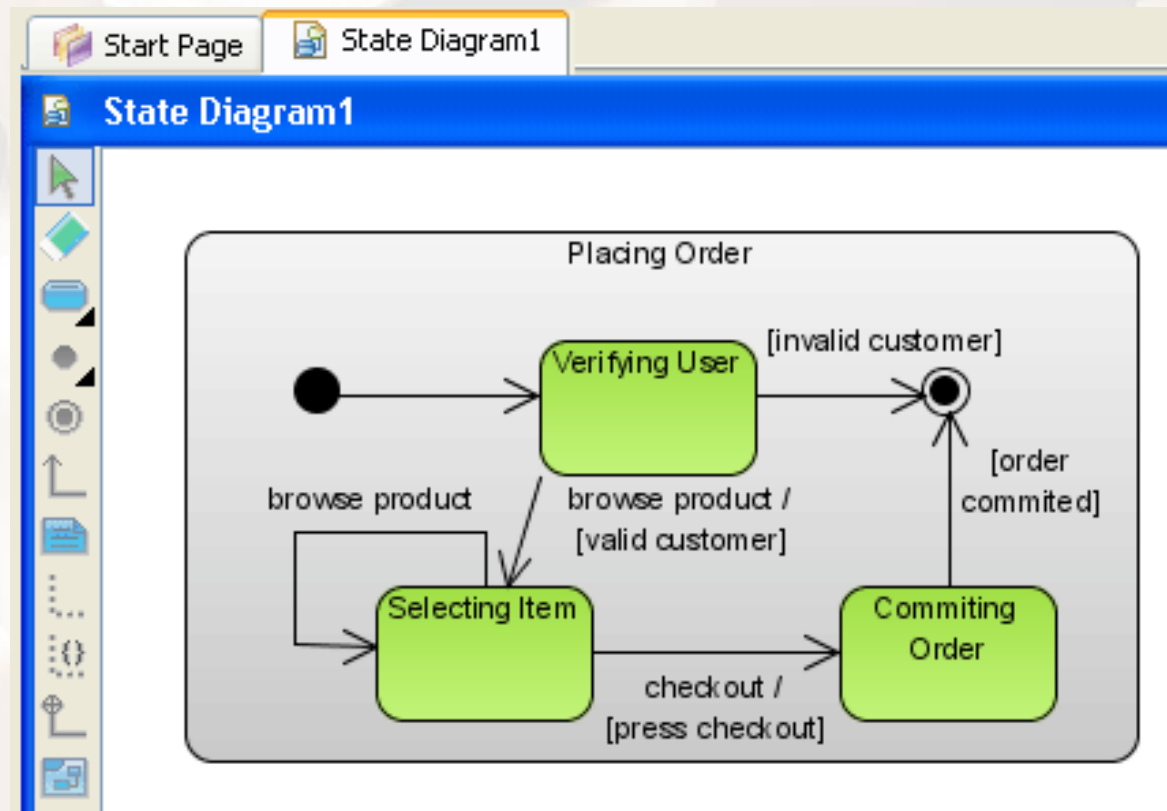 Start Page
State Diagram1
State Diagram1
Placing Order
Verifying User
[invalid customer]
browse product
browse product /
[valid customer]
[order
commited]
Selecting Item
Commiting
Order
checkout /
[press checkout]